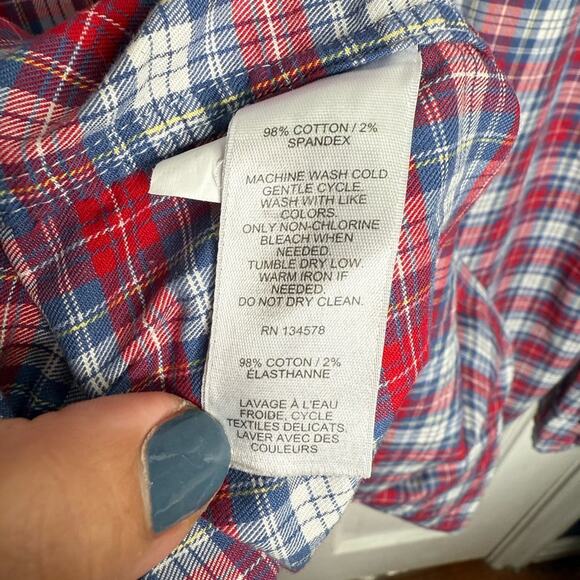 98% COTTON / 2%
SPANDEX
MACHINE WASH COLD
GENTLE CYCLE.
WASH WITH LIKE
COLORS.
ONLY NON-CHLORINE
BLEACH WHEN
NEEDED.
TUMBLE DRY LOW.
WARM IRON IF
NEEDED.
DO NOT DRY CLEAN.
RN 134578
98% COTON / 2%
ÉLASTHANNE
LAVAGE À L'EAU
FROIDE, CYCLE
TEXTILES DELICATS.
LAVER AVEC DES
COULEURS